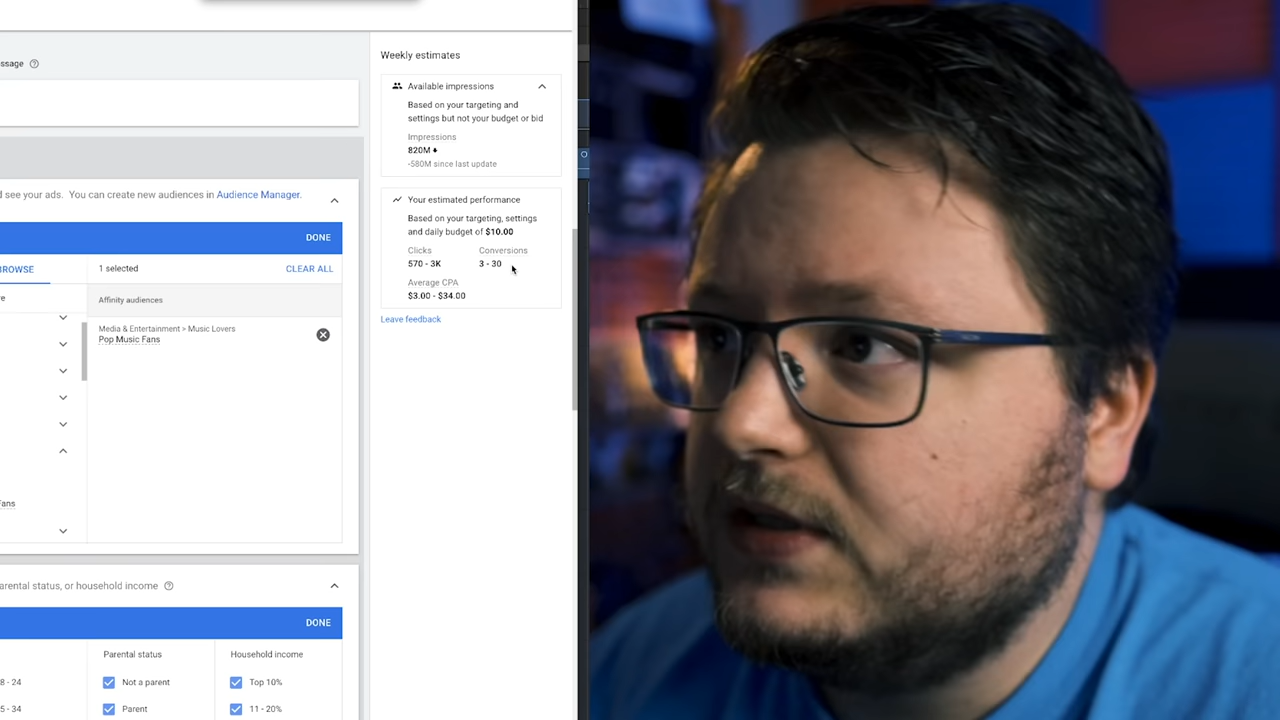 ssage
d see your ads. You can create new audiences in Audience Manager.
DONE
BROWSE
1 selected
CLEAR ALL
re
Affinity audiences
Media & Entertainment > Music Lovers
Pop Music Fans
Fans
arental status, or household income
DONE
8 - 24
Parental status
Household income
Not a parent
Top 10%
5 - 34
Parent
11 - 20%
Weekly estimates
Available impressions
Based on your targeting and
settings but not your budget or bid
Impressions
820M
-580M since last update
Your estimated performance
Based on your targeting, settings
and daily budget of $10.00
Clicks
Conversions
570 - 3K
3 - 30
Average CPA
$3.00 - $34.00
Leave feedback